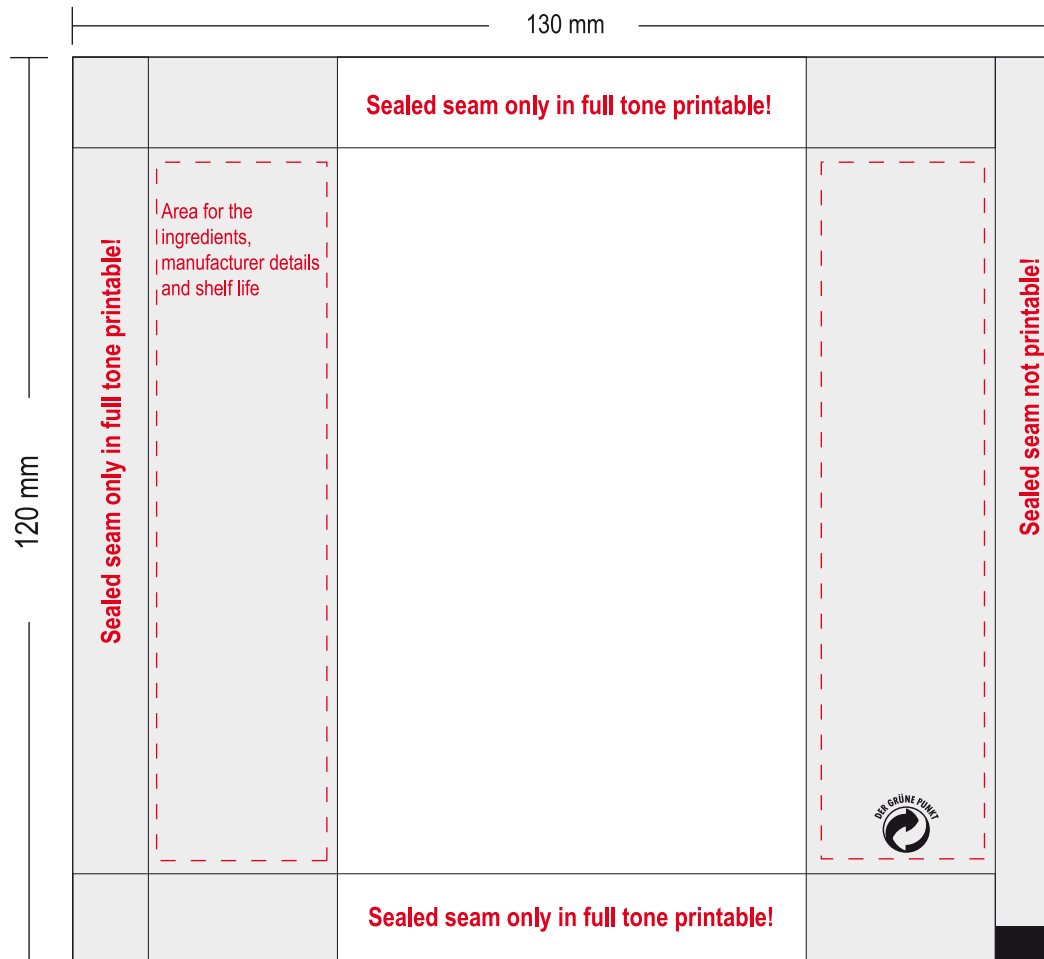 130 mm
Sealed seam only in full tone printable!
120 mm
Sealed seam only in full tone printable!
Area for the
ingredients,
manufacturer details
and shelf life
Sealed seam not printable!
DER GRÜNE PUNKT
Sealed seam only in full tone printable!